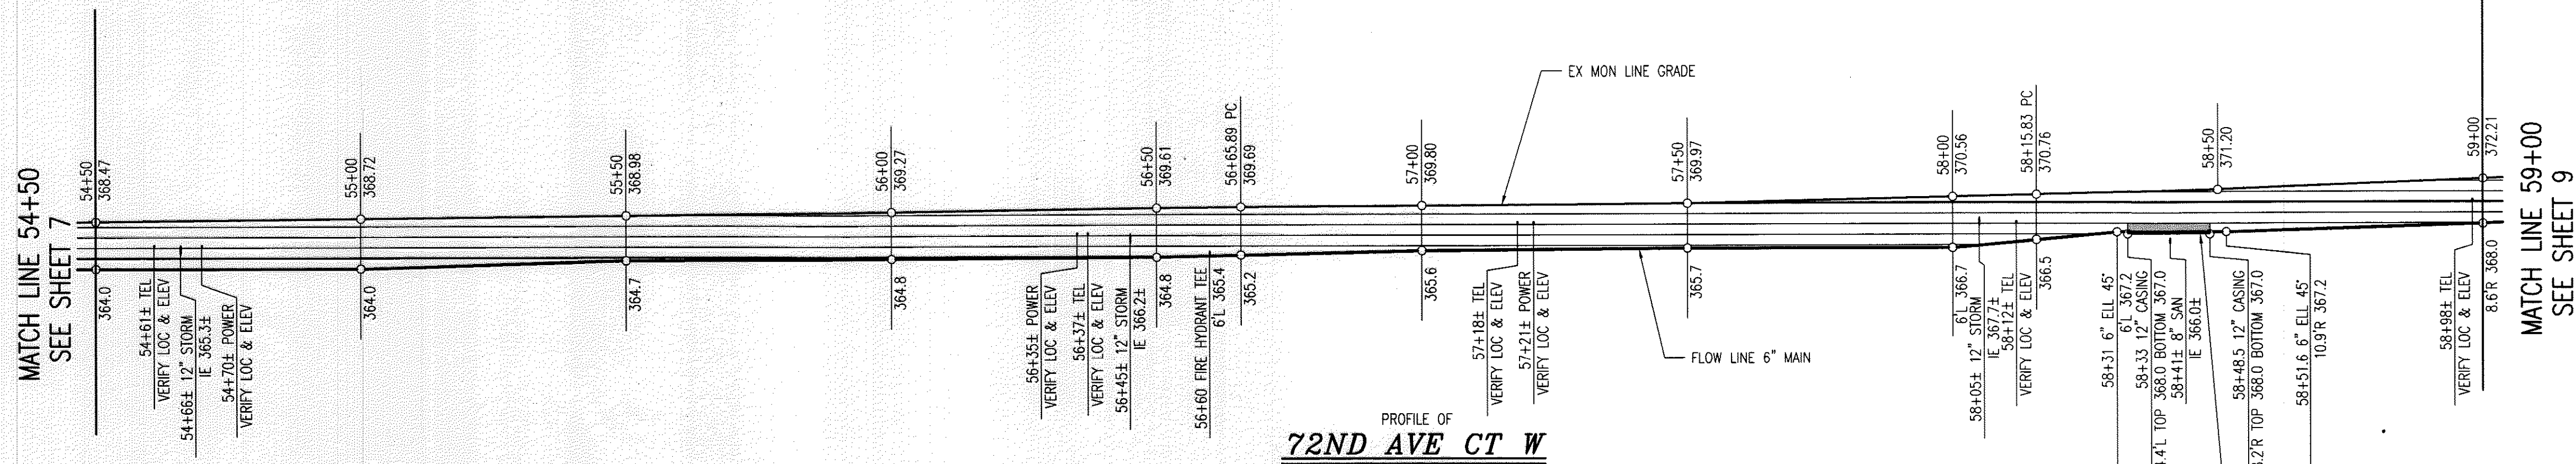 MATCH LINE 54+50
SEE SHEET 7
54+50
368.47
55+00
368.72
55+50
368.98
56+00
369.27
56+50
369.61
56+65.89 PC
369.69
57+00
369.80
EX MON LINE GRADE
57+50
369.97
58+00
370.56
58+15.83 PC
370.76
58+50
371.20
59+00
372.21
MATCH LINE 59+00
SEE SHEET 9
364.0
54+61± TEL
VERIFY LOC & ELEV
54+66± 12" STORM
IE 365.3±
54+70± POWER
VERIFY LOC & ELEV
364.0
364.7
364.8
56+35± POWER
VERIFY LOC & ELEV
56+37± TEL
VERIFY LOC & ELEV
56+45± 12" STORM
IE 366.2±
364.8
56+60 FIRE HYDRANT TEE
6'L 365.4
365.2
365.6
57+18± TEL
VERIFY LOC & ELEV
57+21± POWER
VERIFY LOC & ELEV
FLOW LINE 6" MAIN
365.7
6'L 366.7
58+05± 12" STORM
IE 367.7±
58+12± TEL
VERIFY LOC & ELEV
366.5
58+31 6" ELL 45°
6'L 367.2
58+33 12" CASING
4.4'L TOP 368.0 BOTTOM 367.0
58+41± 8" SAN
IE 366.0±
58+48.5 12" CASING
.2'R TOP 368.0 BOTTOM 367.0
58+51.6 6" ELL 45°
10.9'R 367.2
58+98± TEL
VERIFY LOC & ELEV
8.6'R 368.0
PROFILE OF
72ND AVE CT W